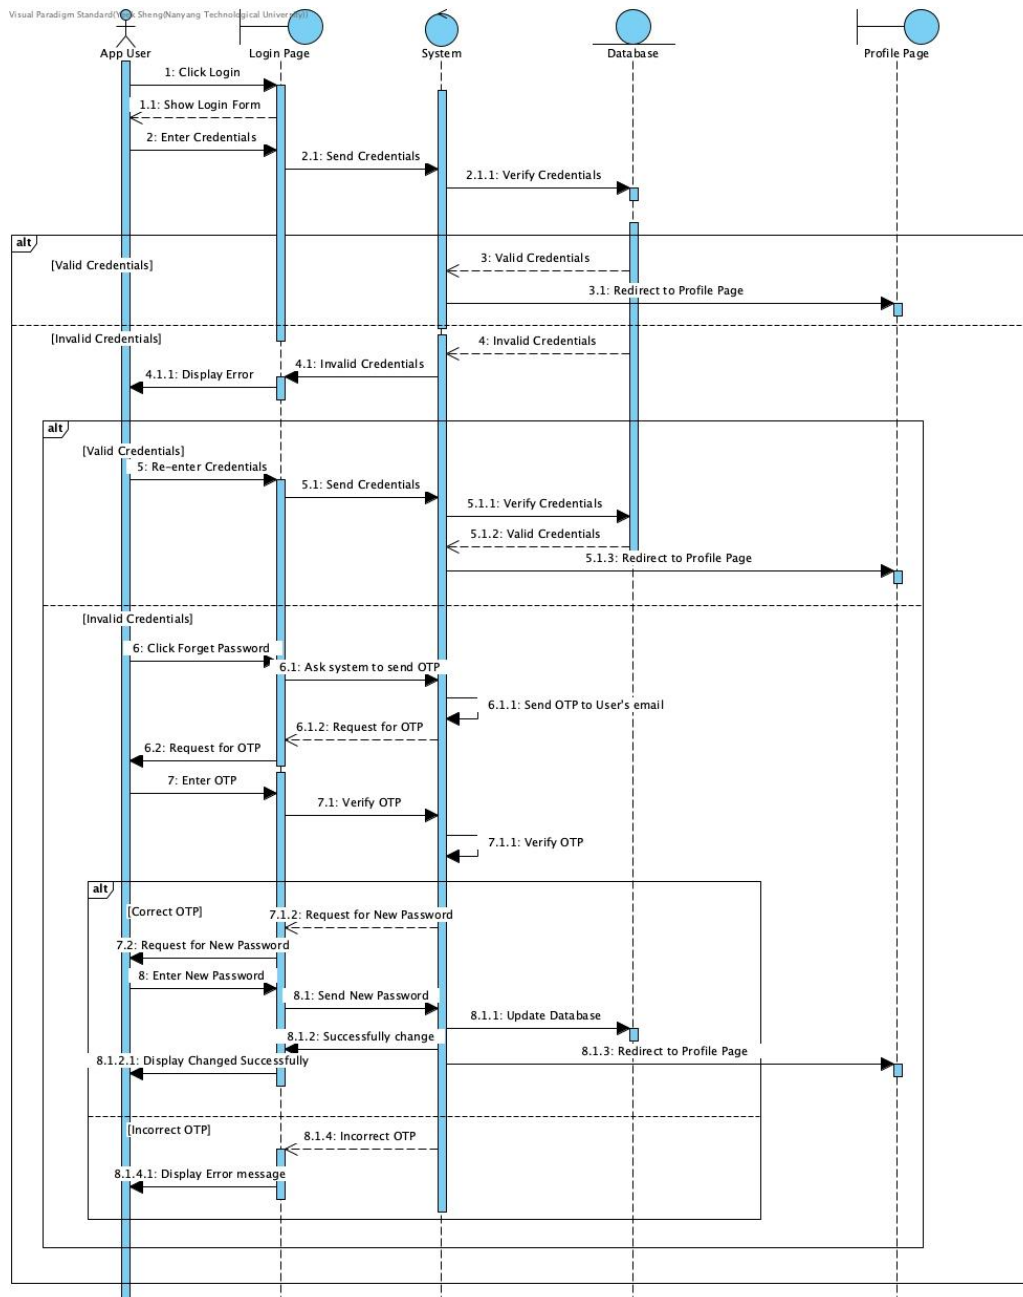 Visual Paradigm Standard(
Sheng(Nanyang Technological University))
App User
Login Page
System
Database
Profile Page
1: Click Login
1.1: Show Login Form
2: Enter Credentials
2.1: Send Credentials
2.1.1: Verify Credentials
alt
[Valid Credentials]
3: Valid Credentials
3.1: Redirect to Profile Page
[Invalid Credentials]
4: Invalid Credentials
4.1: Invalid Credentials
4.1.1: Display Error
alt
[Valid Credentials]
5: Re-enter Credentials
5.1: Send Credentials
5.1.1: Verify Credentials
5.1.2: Valid Credentials
5.1.3: Redirect to Profile Page
[Invalid Credentials]
6: Click Forget Password
6.1: Ask system to send OTP
6.1.1: Send OTP to User's email
6.1.2: Request for OTP
6.2: Request for OTP
7: Enter OTP
7.1: Verify OTP
7.1.1: Verify OTP
alt
[Correct OTP]
7.1.2: Request for New Password
7.2: Request for New Password
8: Enter New Password
8.1: Send New Password
8.1.1: Update Database
8.1.2: Successfully change
8.1.3: Redirect to Profile Page
8.1.2.1: Display Changed Successfully
[Incorrect OTP]
8.1.4: Incorrect OTP
8.1.4.1: Display Error message